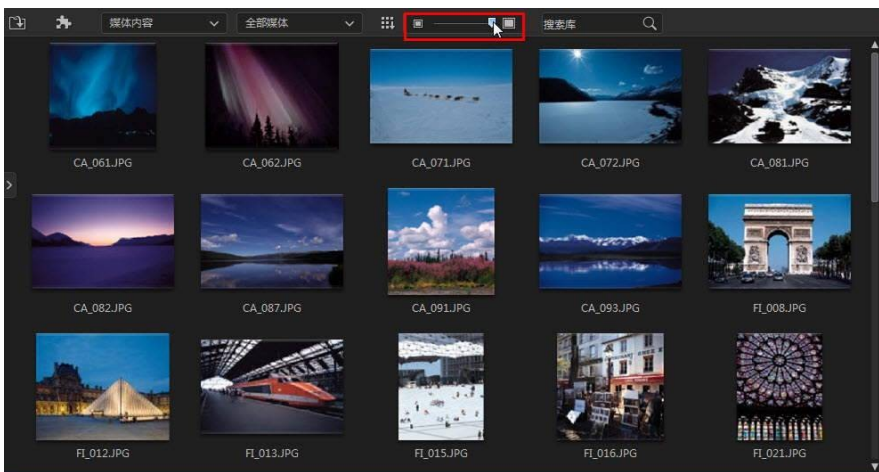 媒体内容 全部媒体 搜索库
CA_061.JPG CA_062.JPG CA_071.JPG CA_072.JPG CA_081.JPG
CA_082.JPG CA_087.JPG CA_091.JPG CA_093.JPG FI_008.JPG
FI_012.JPG FI_013.JPG FI_015.JPG FI_016.JPG FI_021.JPG